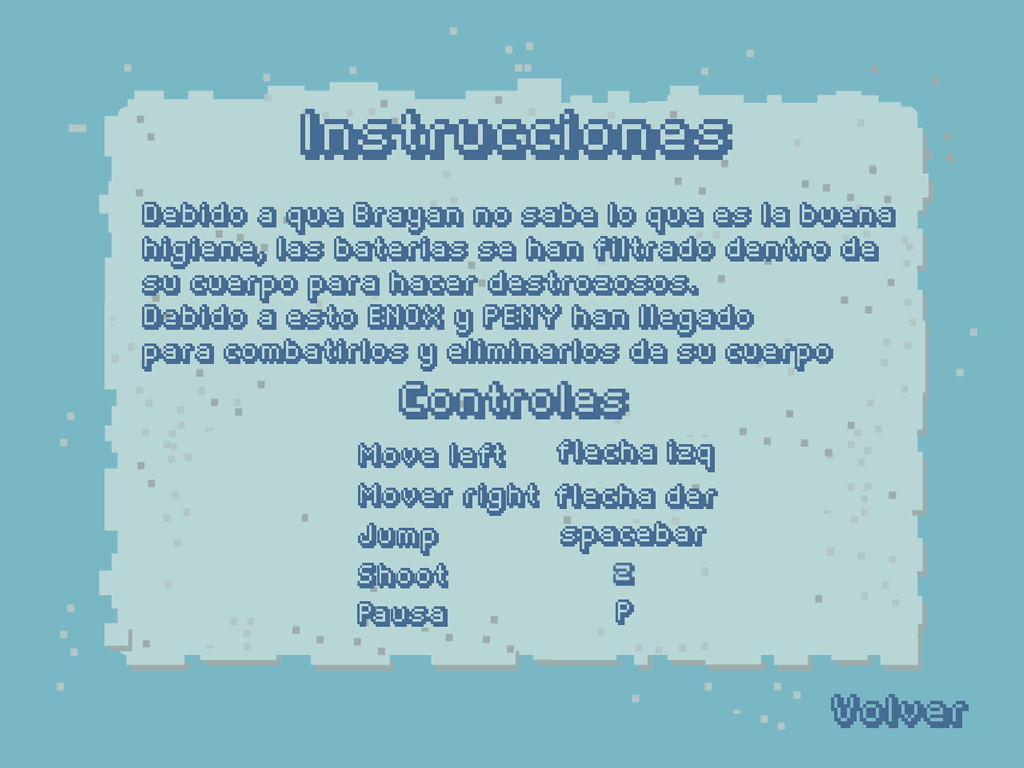 Instrucciones
Debido a que Brayan no sabe lo que es la buena
higiene, las baterias se han filtrado dentro de
su cuerpo para hacer destrozosos.
Debido a esto ENOX y PENY han llegado
para combatirlos y eliminarlos de su cuerpo
Controles
Move left flecha izq
Mover right flecha der
Jump spacebar
Shoot Z
Pausa P
Volver